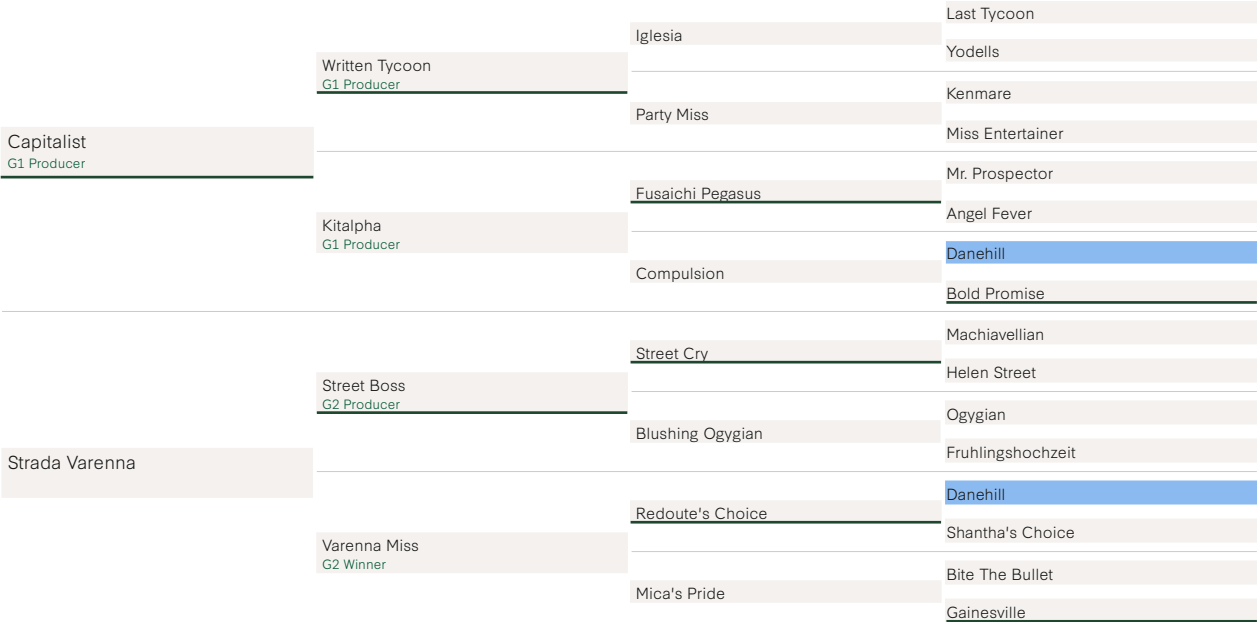 Capitalist
G1 Producer
Strada Varenna
Written Tycoon
G1 Producer
Kitalpha
G1 Producer
Street Boss
G2 Producer
Varenna Miss
G2 Winner
Iglesia
Party Miss
Fusaichi Pegasus
Compulsion
Street Cry
Blushing Ogygian
Redoute's Choice
Mica's Pride
Last Tycoon
Yodells
Kenmare
Miss Entertainer
Mr. Prospector
Angel Fever
Danehill
Bold Promise
Machiavellian
Helen Street
Ogygian
Fruhlingshochzeit
Danehill
Shantha's Choice
Bite The Bullet
Gainesville